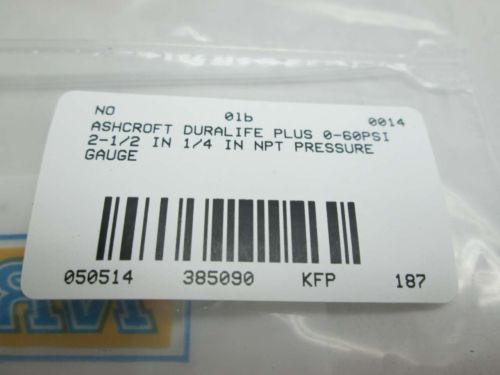 NO 01b 0014
ASHCROFT DURALIFE PLUS 0-60PSI
2-1/2 IN 1/4 IN NPT PRESSURE
GAUGE
050514 385090 KFP 187